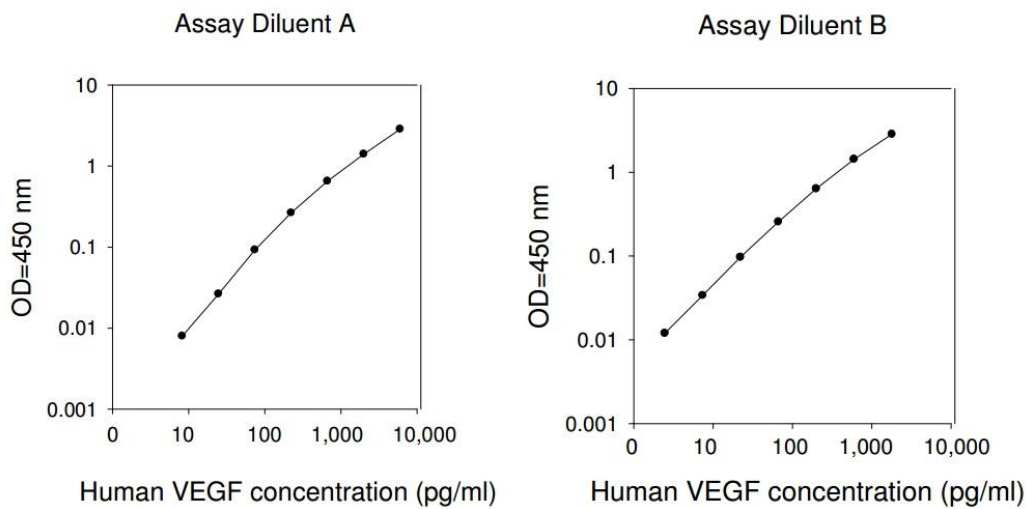 Assay Diluent A
10
1
0.1
0.01
0.001
OD=450 nm
0 10 100 1,000 10,000
Human VEGF concentration (pg/ml)
Assay Diluent B
10
1
0.1
0.01
0.001
OD=450 nm
0 10 100 1,000 10,000
Human VEGF concentration (pg/ml)